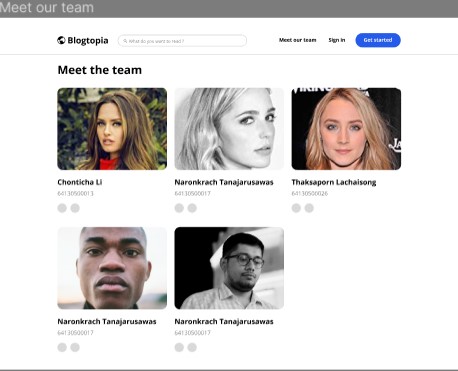 Meet our team
Blogtopia
What do you want to read ?
Meet our team
Sign in
Get started
Meet the team
Chonticha Li
64130500013
Naronkrach Tanajarusawas
64130500017
Thaksaporn Lachaisong
64130500026
Naronkrach Tanajarusawas
64130500017
Naronkrach Tanajarusawas
64130500017